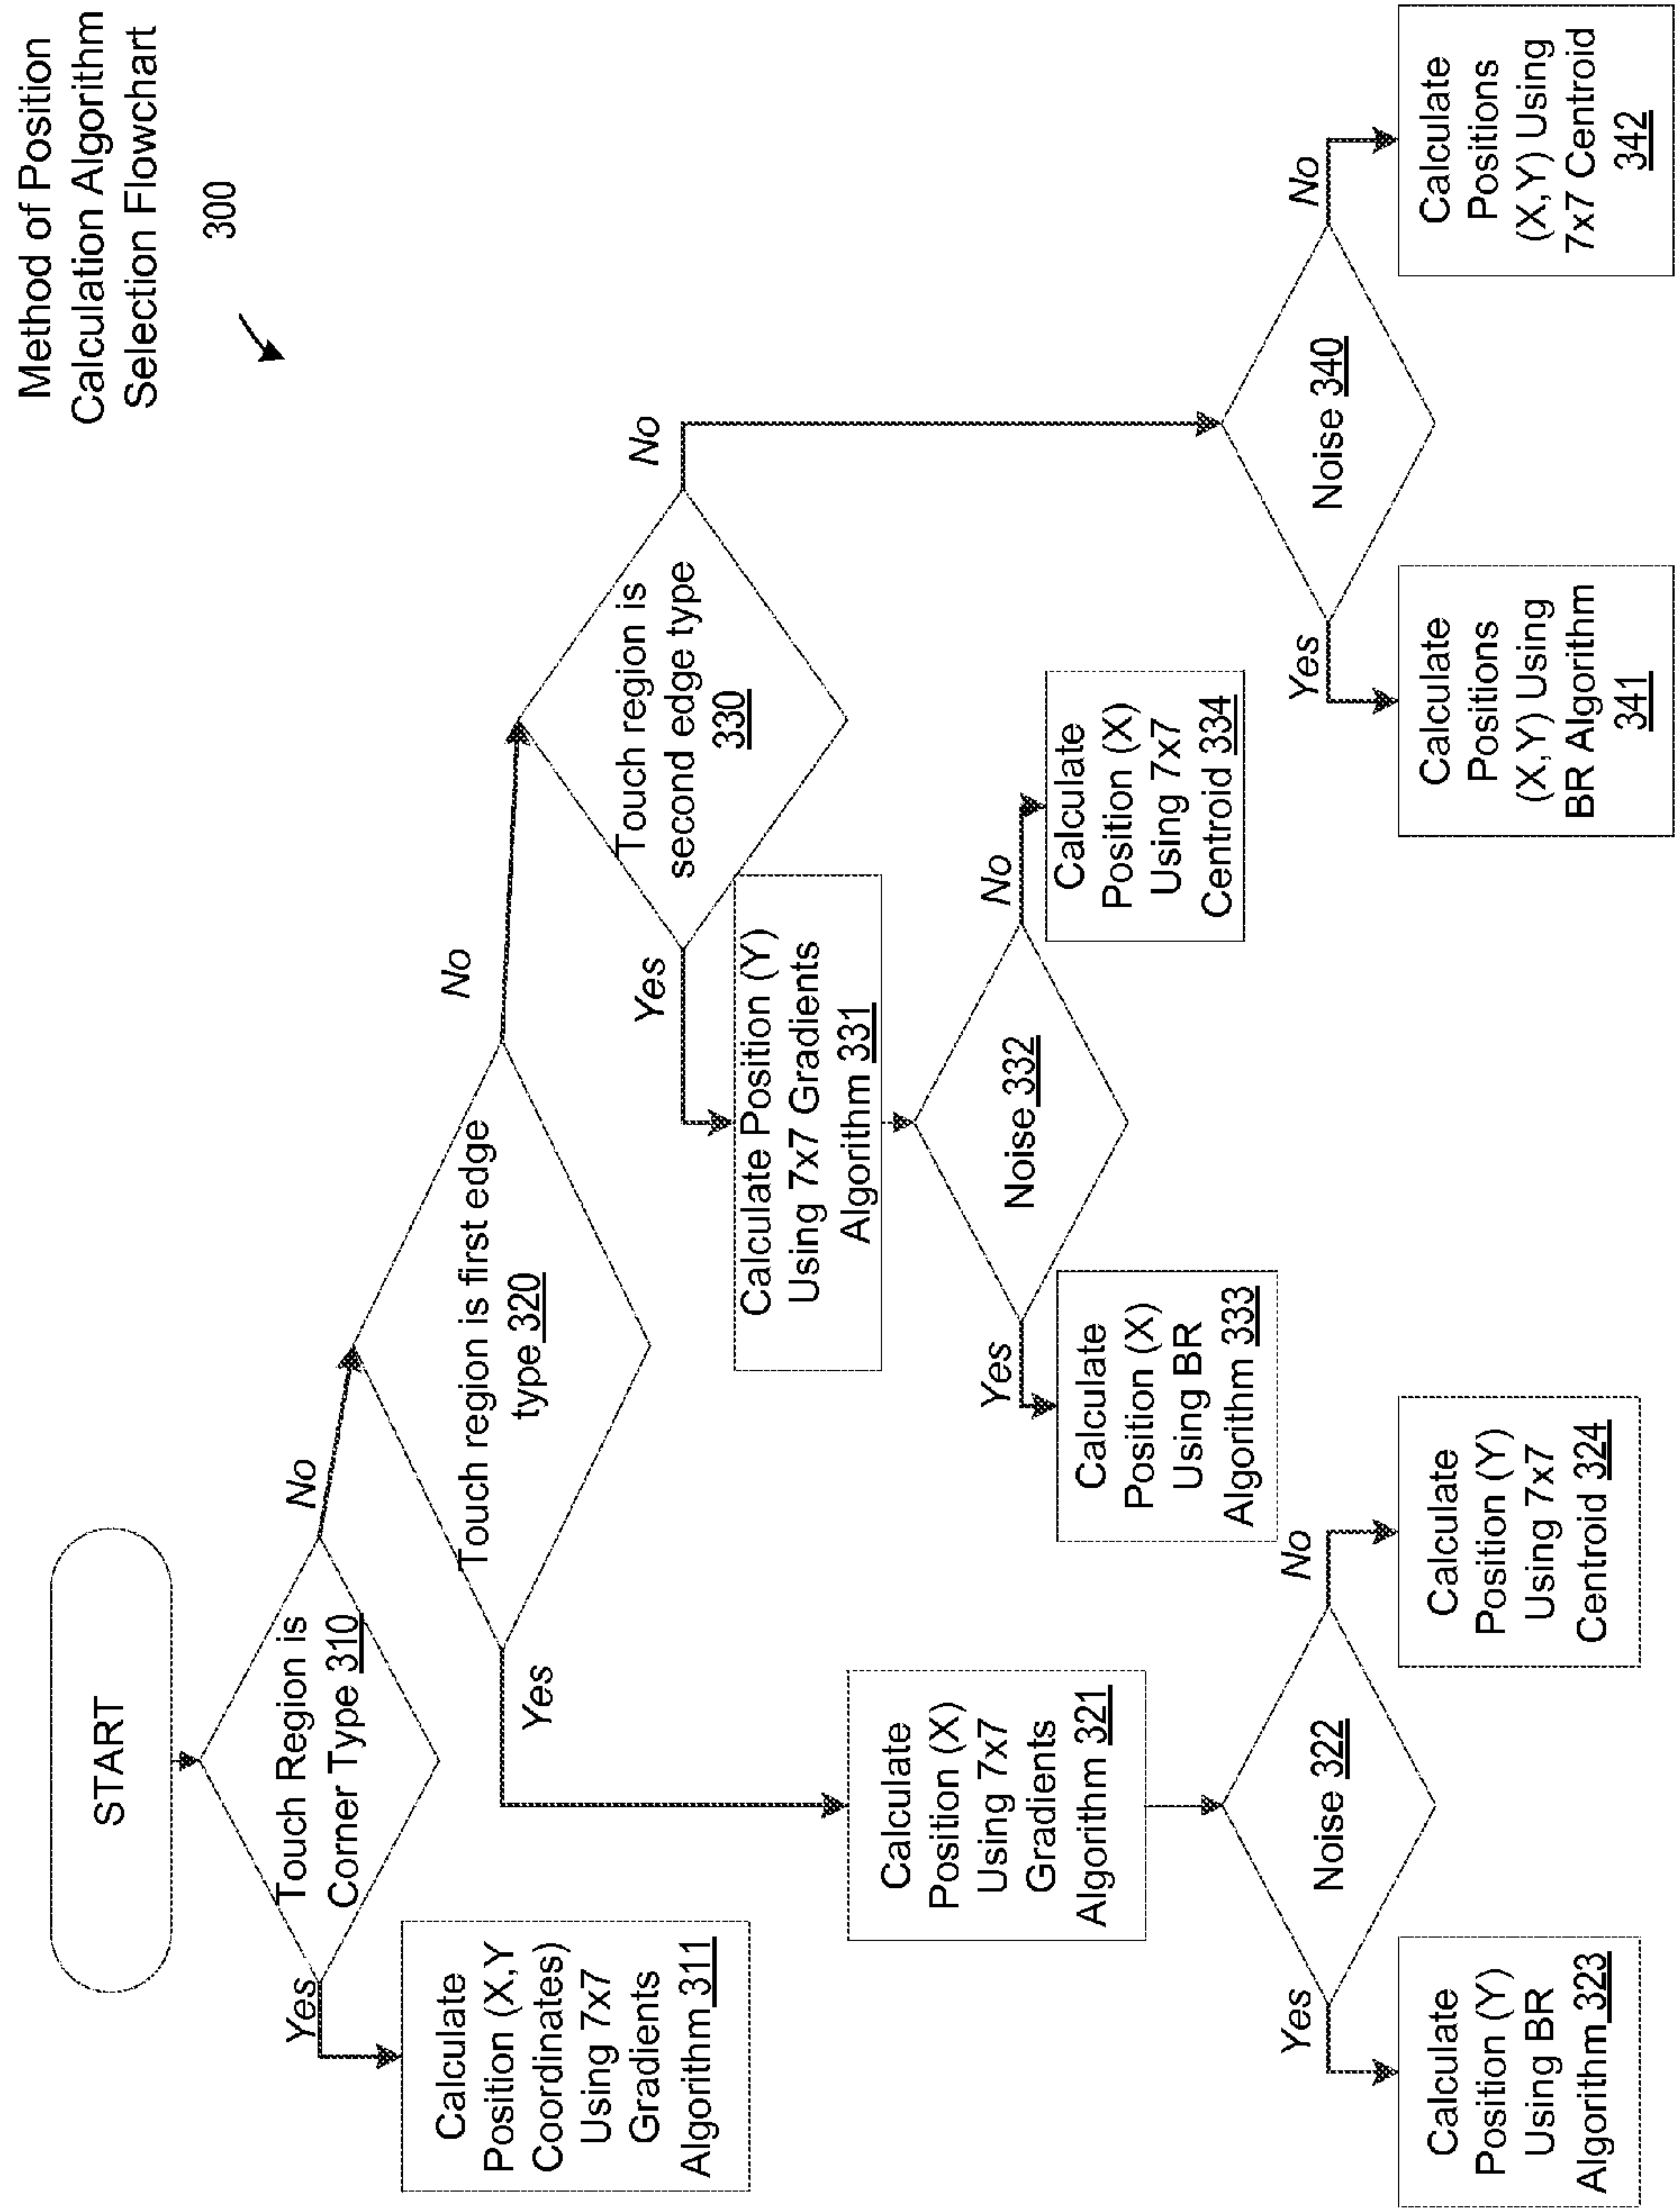 Method of Position
Calculation Algorithm
Selection Flowchart
300
START
Touch Region is
Corner Type 310
Yes
No
Calculate
Position (X,Y
Coordinates)
Using 7x7
Gradients
Algorithm 311
Touch region is first edge
type 320
Yes
No
Calculate
Position (X)
Using 7x7
Gradients
Algorithm 321
Noise 322
Yes
No
Calculate
Position (Y)
Using BR
Algorithm 323
Calculate
Position (Y)
Using 7x7
Centroid 324
Touch region is
second edge type
330
Yes
No
Calculate Position (Y)
Using 7x7 Gradients
Algorithm 331
Noise 332
Yes
No
Calculate
Position (X)
Using BR
Algorithm 333
Calculate
Position (X)
Using 7x7
Centroid 334
Noise 340
Yes
No
Calculate
Positions
(X,Y) Using
BR Algorithm
341
Calculate
Positions
(X,Y) Using
7x7 Centroid
342